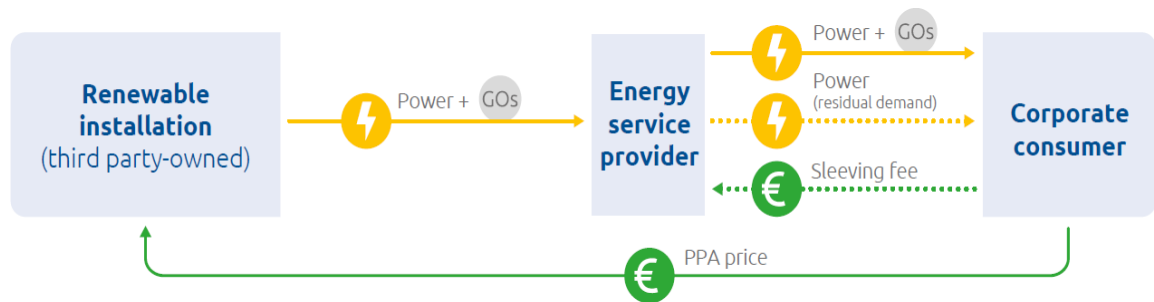 Renewable
installation
(third party-owned)
Power + GOs
Energy
service
provider
Power + GOs
Power
(residual demand)
Sleeving fee
€
Corporate
consumer
PPA price
€